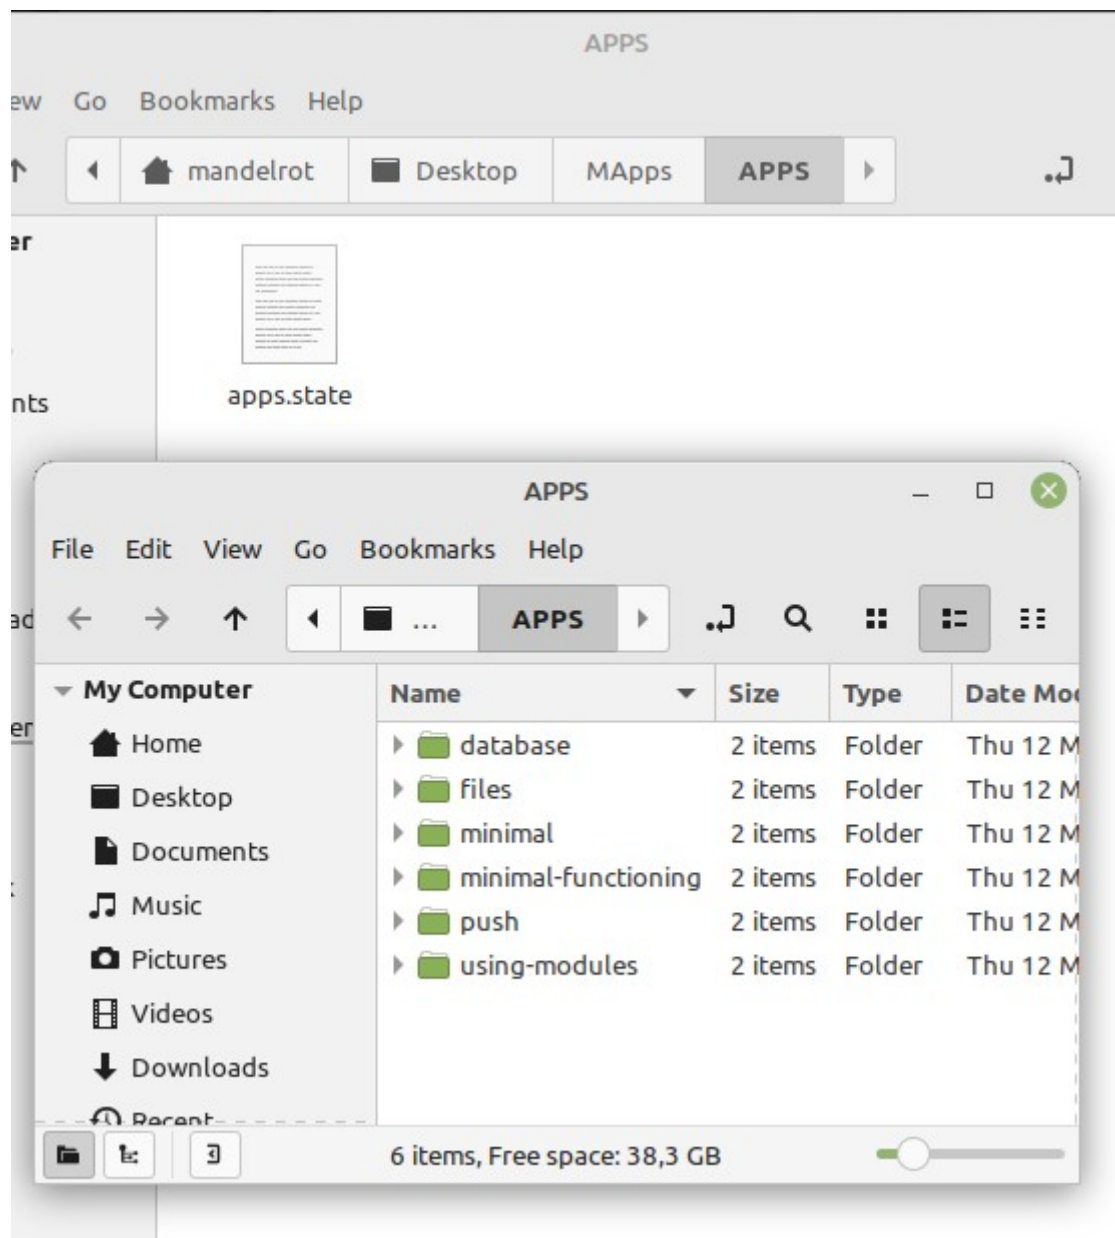 APPS
ew Go Bookmarks Help
mandelrot Desktop MApps APPS
er
apps.state
nts
APPS
File Edit View Go Bookmarks Help
... APPS
ad
My Computer
Name Size Type Date Mod
er
Home
Desktop
Documents
Music
Pictures
Videos
Downloads
Recent
database 2 items Folder Thu 12 M
files 2 items Folder Thu 12 M
minimal 2 items Folder Thu 12 M
minimal-functioning 2 items Folder Thu 12 M
push 2 items Folder Thu 12 M
using-modules 2 items Folder Thu 12 M
6 items, Free space: 38,3 GB